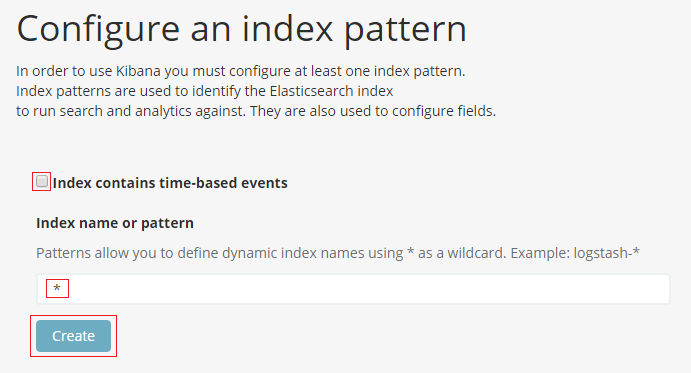 Configure an index pattern
In order to use Kibana you must configure at least one index pattern.
Index patterns are used to identify the Elasticsearch index
to run search and analytics against. They are also used to configure fields.
Index contains time-based events
Index name or pattern
Patterns allow you to define dynamic index names using * as a wildcard. Example: logstash-*
*
Create